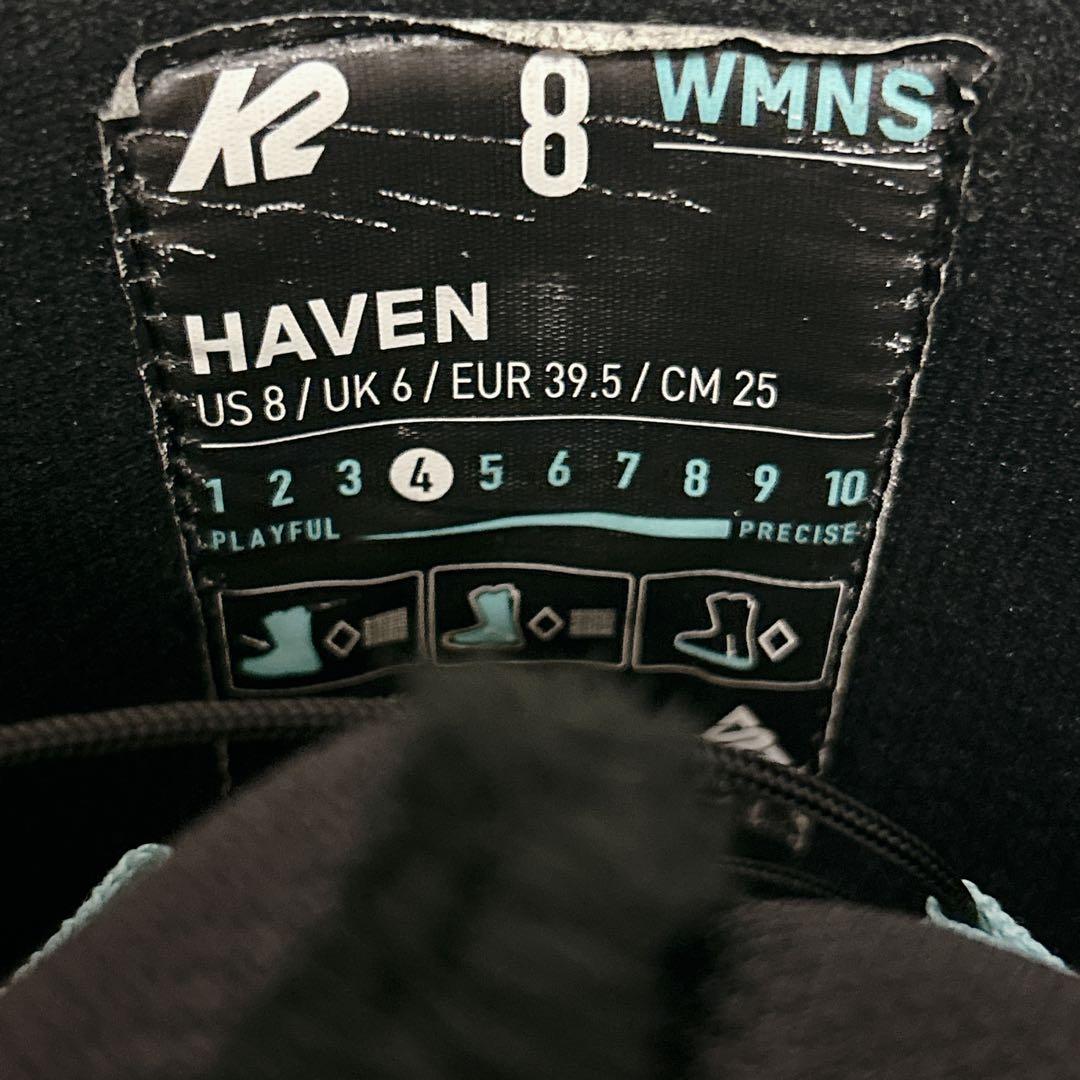 K2 8 WMNS
HAVEN
US 8 / UK 6 / EUR 39.5 / CM 25
1 2 3 4 5 6 7 8 9 10
PLAYFUL PRECISE